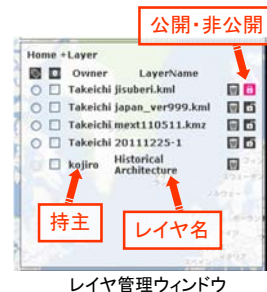 公開・非公開
Home +Layer
Owner LayerName
Takeichi jisuberi.kml
Takeichi japan_ver999.kml
Takeichi mext110511.kmz
Takeichi 20111225-1
kojiro Historical Architecture
持主
レイヤ名
レイヤ管理ウィンドウ